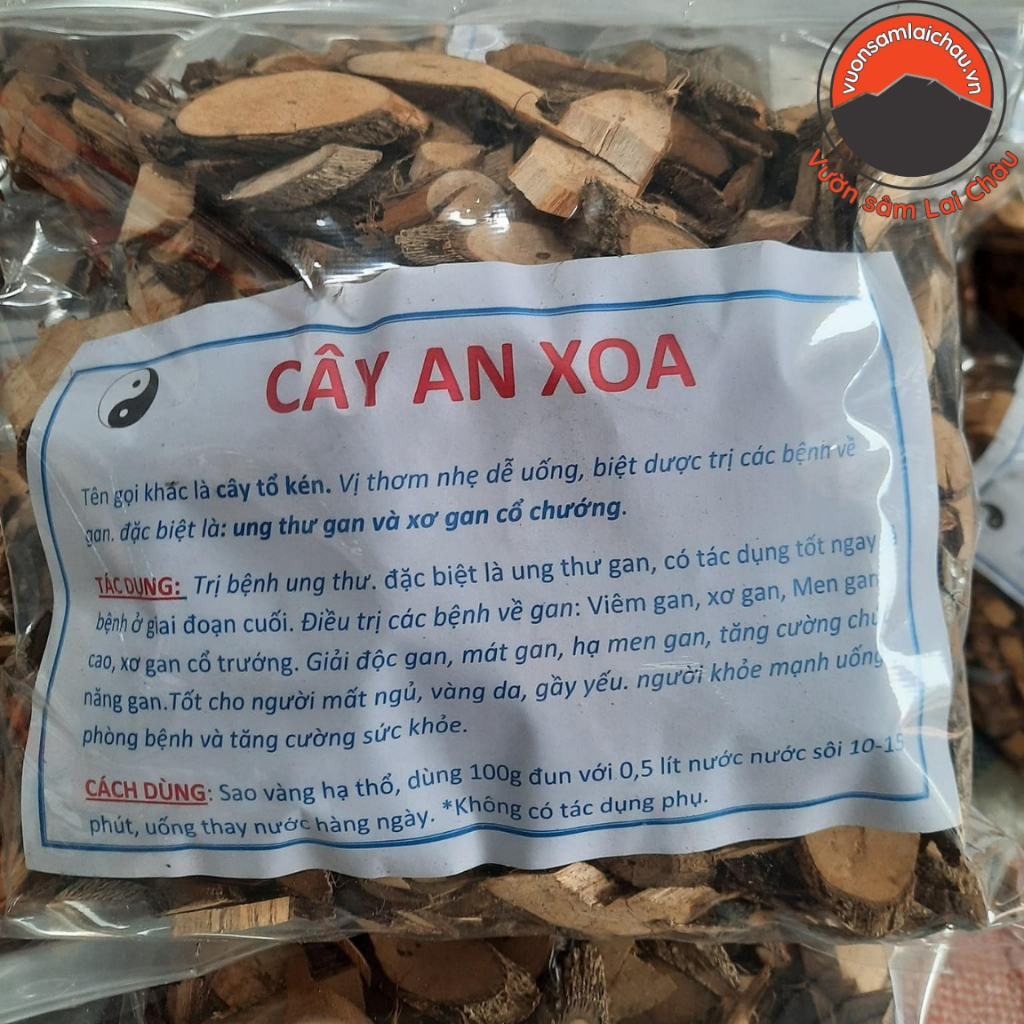 vuonsamlaichau.vn
Vườn sâm Lai Châu
CÂY AN XOA
Tên gọi khác là cây tổ kén. Vị thơm nhẹ dễ uống, biệt dược trị các bệnh về
gan. đặc biệt là: ung thư gan và xơ gan cổ chướng.
TÁC DỤNG: Trị bệnh ung thư. đặc biệt là ung thư gan, có tác dụng tốt ngay
bệnh ở giai đoạn cuối. Điều trị các bệnh về gan: Viêm gan, xơ gan, Men gan
cao, xơ gan cổ trướng. Giải độc gan, mát gan, hạ men gan, tăng cường
năng gan.Tốt cho người mất ngủ, vàng da, gầy yếu. người khỏe mạnh uống
phòng bệnh và tăng cường sức khỏe.
CÁCH DÙNG: Sao vàng hạ thổ, dùng 100g đun với 0,5 lít nước nước sôi 10-15
phút, uống thay nước hàng ngày. *Không có tác dụng phụ.